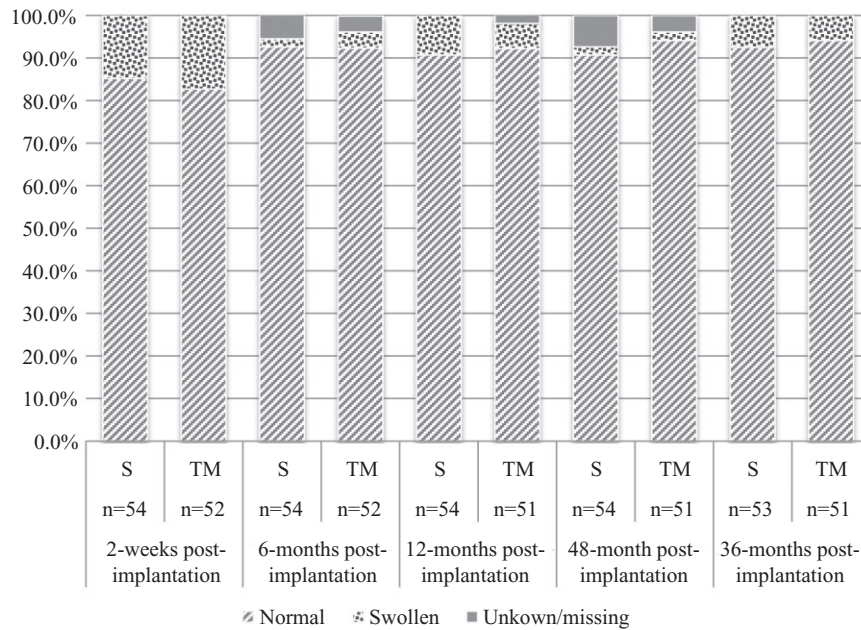 100.0%
90.0%
80.0%
70.0%
60.0%
50.0%
40.0%
30.0%
20.0%
10.0%
0.0%
S TM S TM S TM S TM S TM
n=54 n=52 n=54 n=52 n=54 n=51 n=54 n=51 n=53 n=51
2-weeks post- 6-months post- 12-months post- 48-month post- 36-months post-
implantation implantation implantation implantation implantation
Normal Swollen Unkown/missing